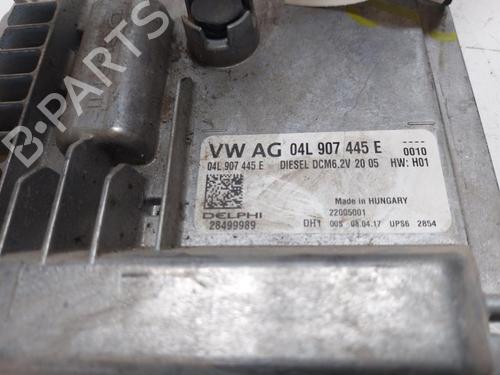 VW AG 04L 907 445 E
0010
04L 907 445 E DIESEL DCM6.2V 20 05 HW: H01
Made in HUNGARY
22005001
DELPHI
28499989
DH1 00S 08.04.17 UPS6 2854
B-PARTS